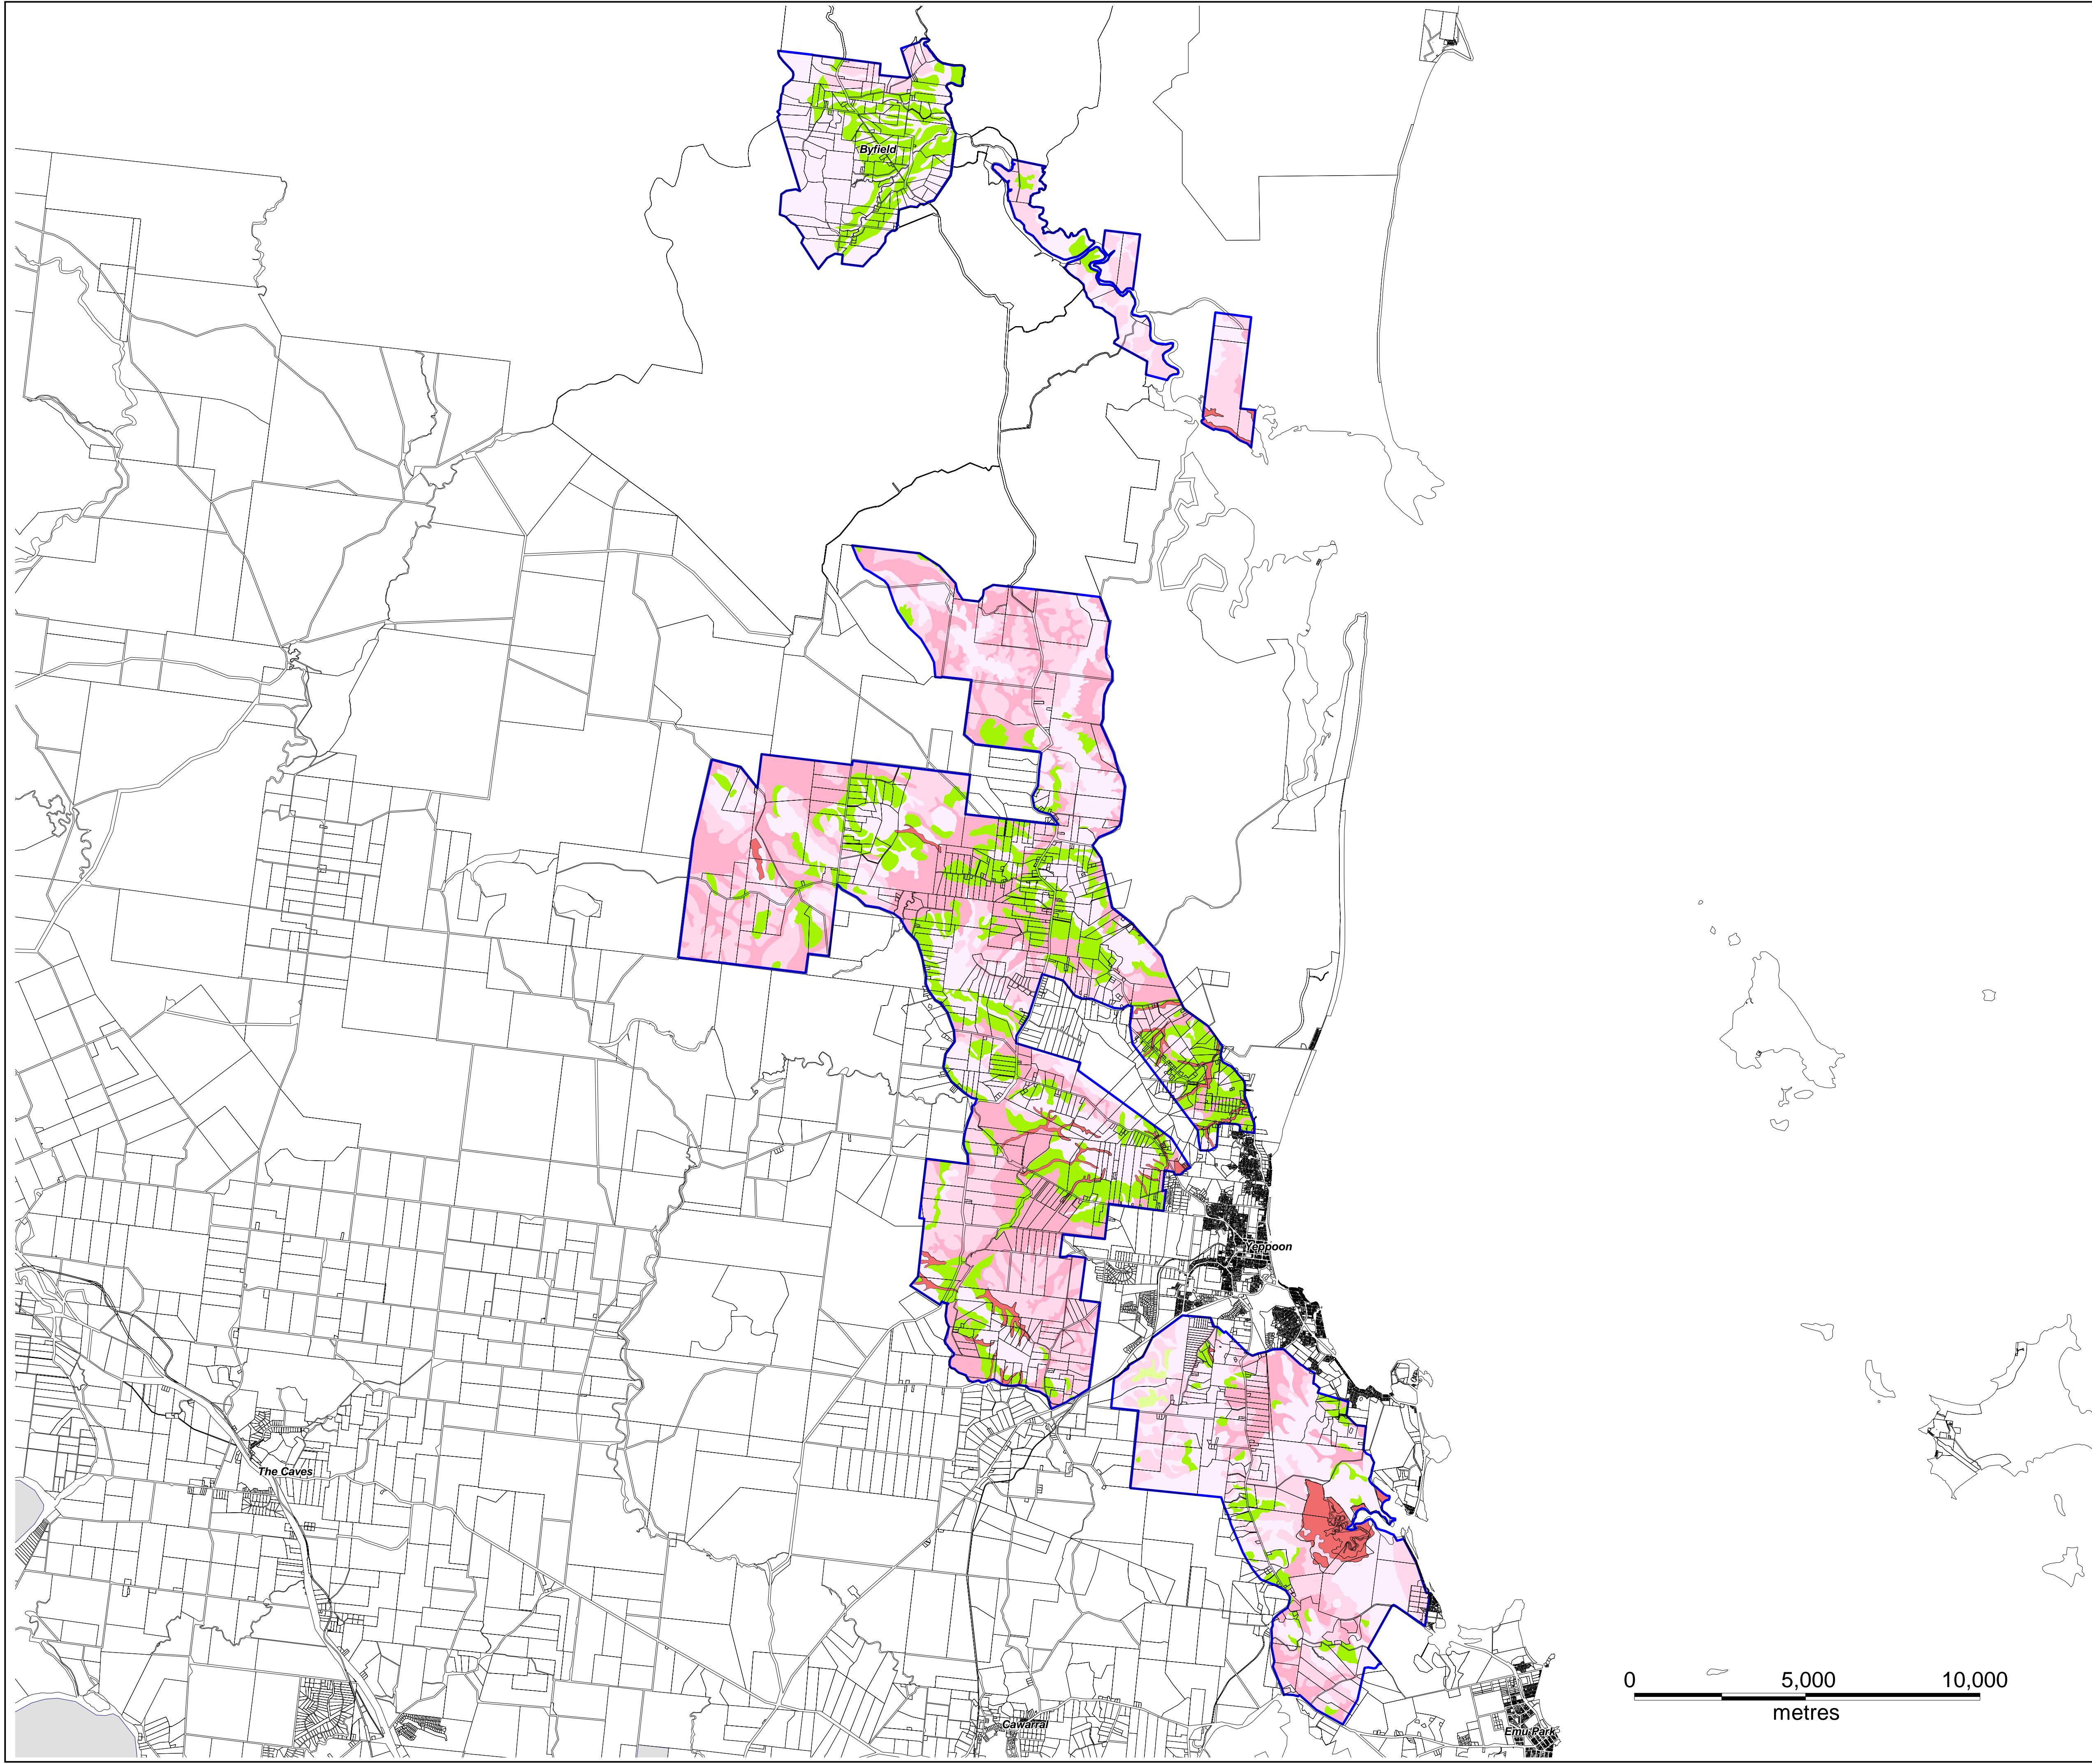 Byfield
Yeppoon
The Caves
0 5,000 10,000
metres
Cawarral
Emu Park